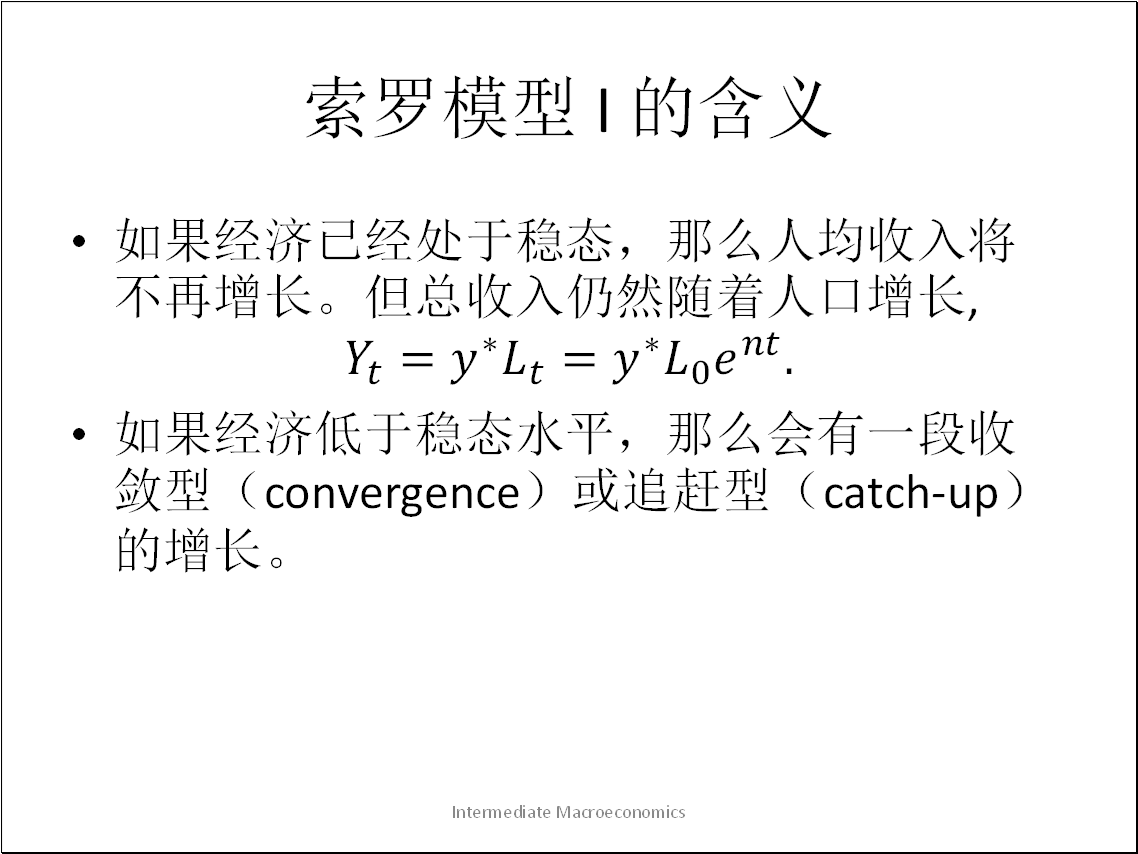 索罗模型 I 的含义
• 如果经济已经处于稳态，那么人均收入将
不再增长。但总收入仍然随着人口增长,
$Y_t = y^* L_t = y^* L_0 e^{nt}.$
• 如果经济低于稳态水平，那么会有一段收
敛型（convergence）或追赶型（catch-up）
的增长。
Intermediate Macroeconomics